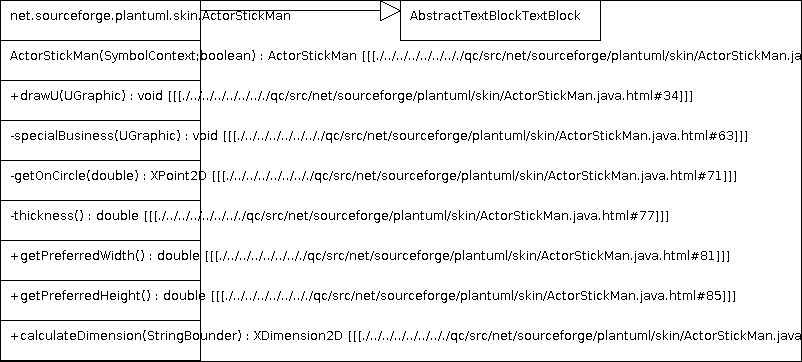 net.sourceforge.plantuml.skin.ActorStickMan
AbstractTextBlockTextBlock
ActorStickMan(SymbolContext;boolean) : ActorStickMan [[[./../../../../../../../qc/src/net/sourceforge/plantuml/skin/ActorStickMan.java
+drawU(UGraphic) : void [[[./../../../../../../../qc/src/net/sourceforge/plantuml/skin/ActorStickMan.java.html#34]]]
-specialBusiness(UGraphic) : void [[[./../../../../../../../qc/src/net/sourceforge/plantuml/skin/ActorStickMan.java.html#63]]]
-getOnCircle(double) : XPoint2D [[[./../../../../../../../qc/src/net/sourceforge/plantuml/skin/ActorStickMan.java.html#71]]]
-thickness() : double [[[./../../../../../../../qc/src/net/sourceforge/plantuml/skin/ActorStickMan.java.html#77]]]
+getPreferredWidth() : double [[[./../../../../../../../qc/src/net/sourceforge/plantuml/skin/ActorStickMan.java.html#81]]]
+getPreferredHeight() : double [[[./../../../../../../../qc/src/net/sourceforge/plantuml/skin/ActorStickMan.java.html#85]]]
+calculateDimension(StringBounder) : XDimension2D [[[./../../../../../../../qc/src/net/sourceforge/plantuml/skin/ActorStickMan.java